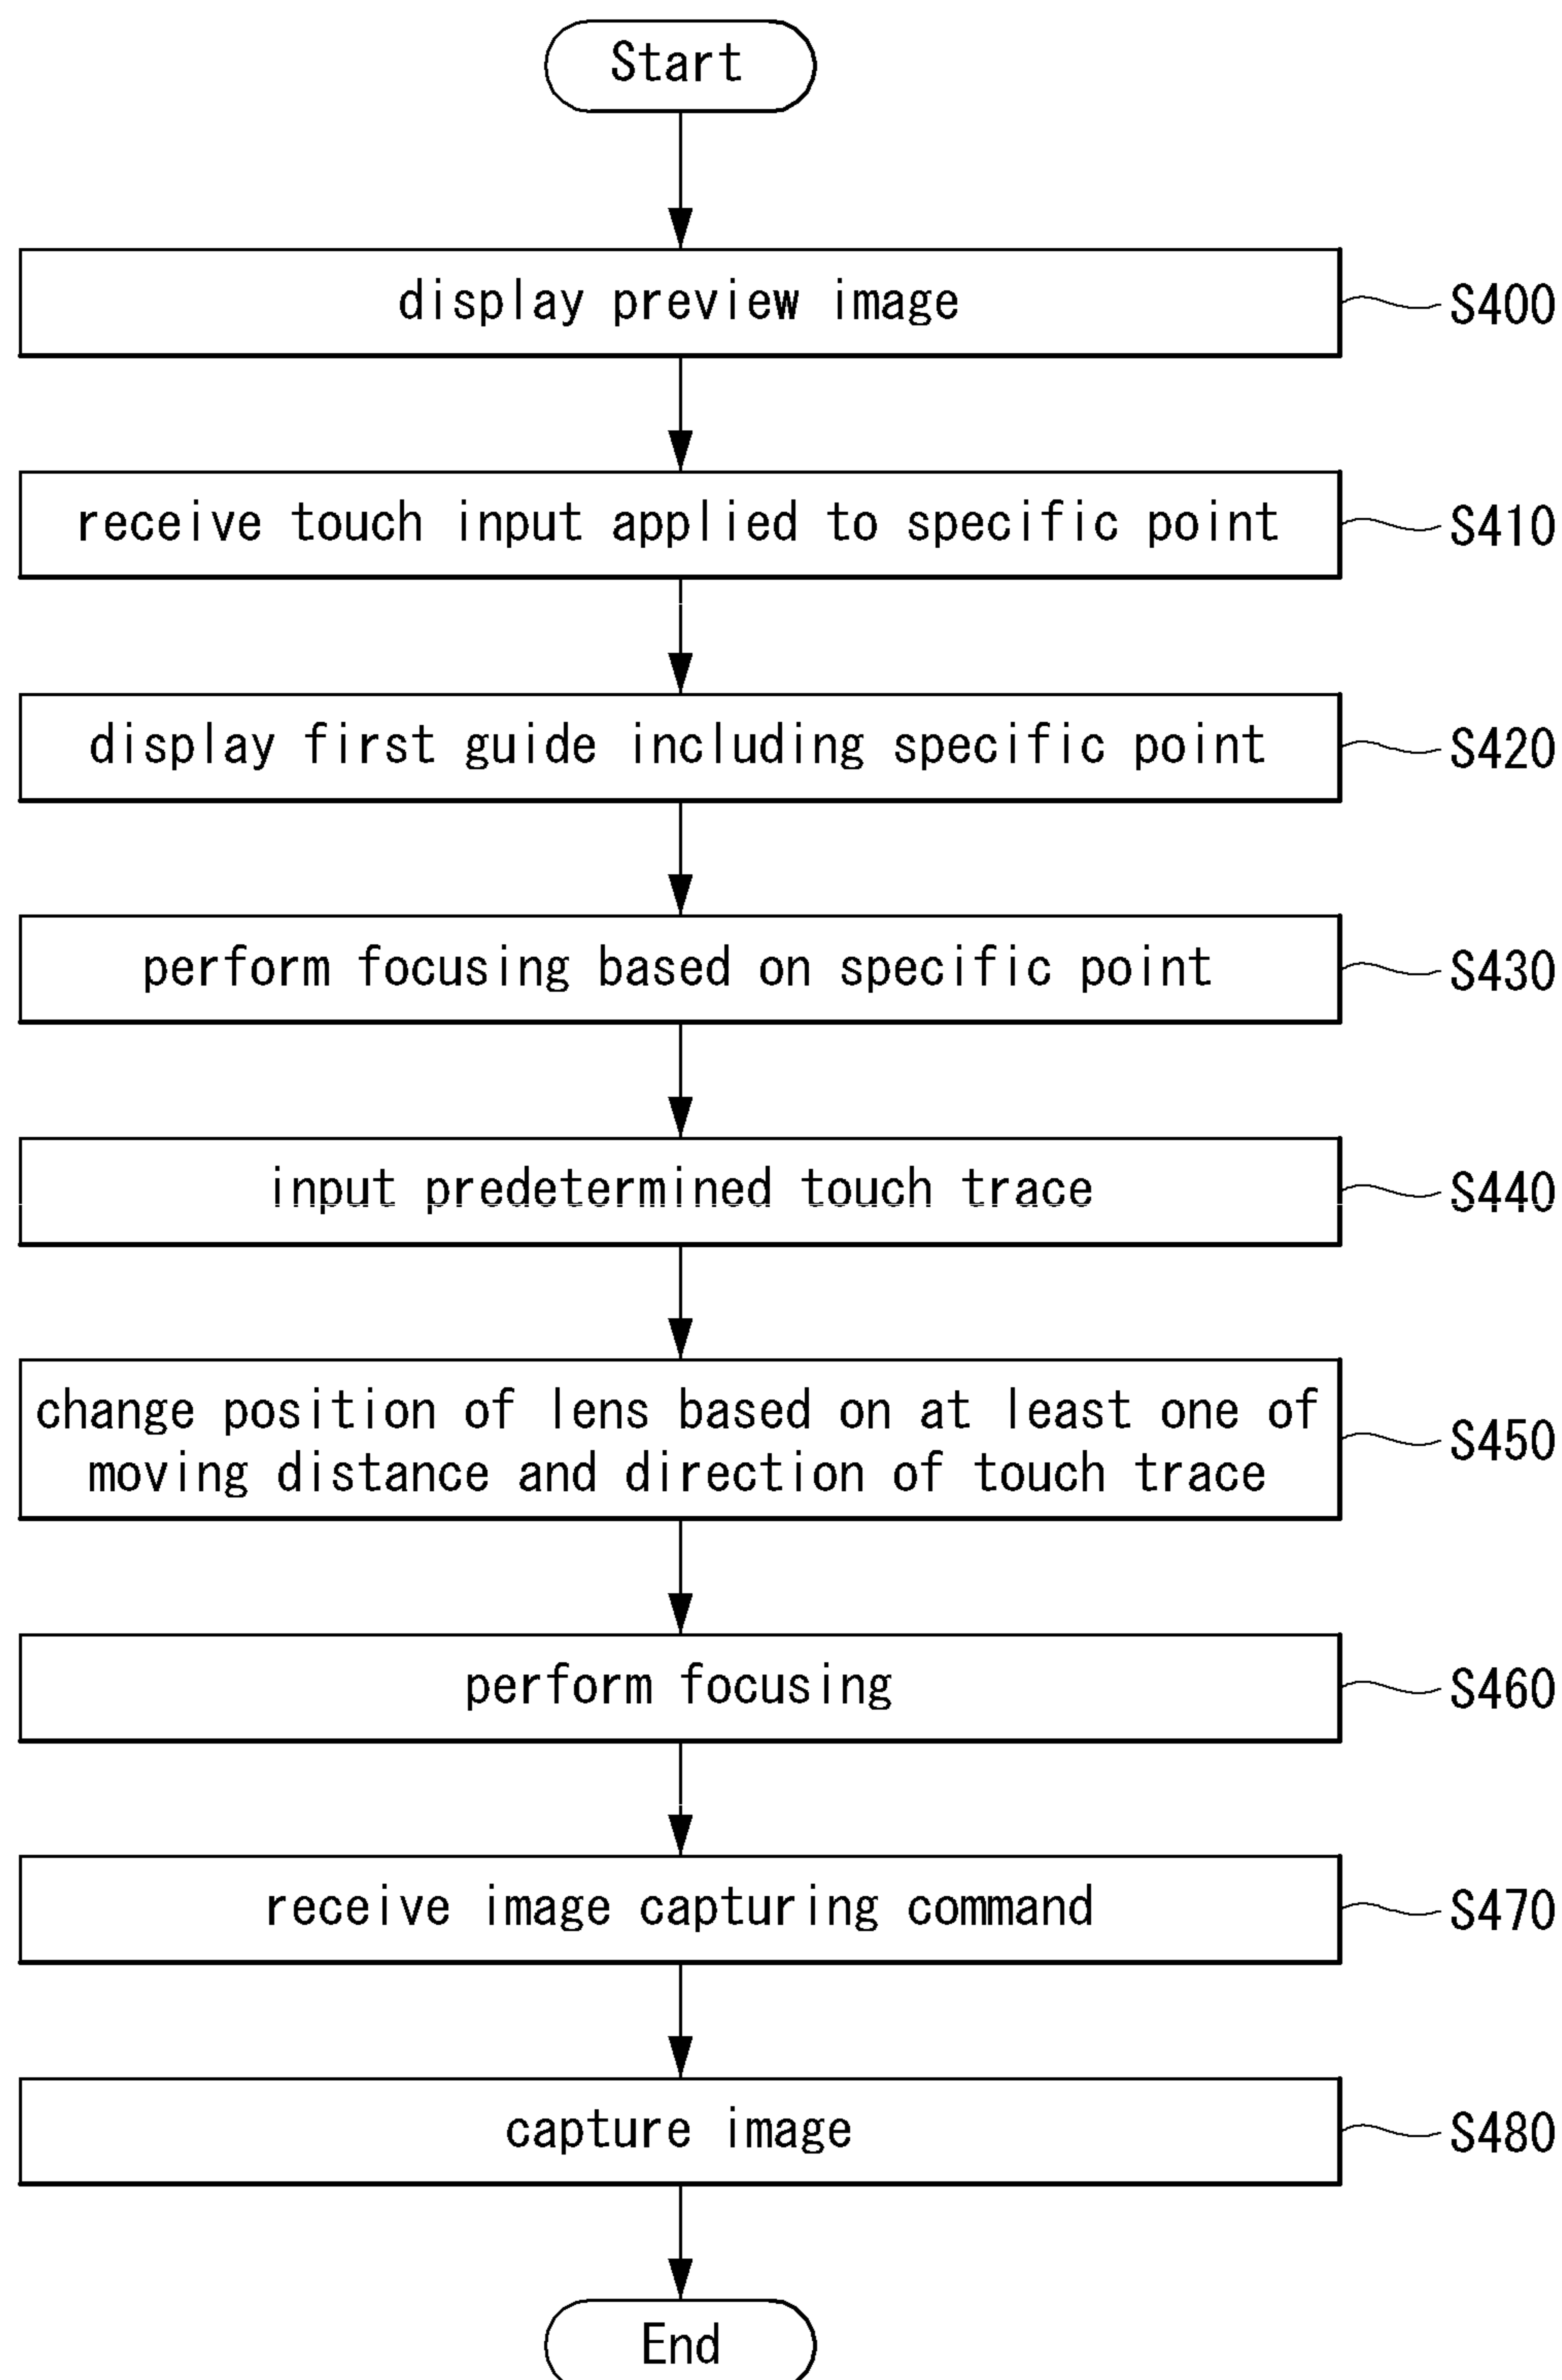 Start
display preview image
S400
receive touch input applied to specific point
S410
display first guide including specific point
S420
perform focusing based on specific point
S430
input predetermined touch trace
S440
change position of lens based on at least one of
moving distance and direction of touch trace
S450
perform focusing
S460
receive image capturing command
S470
capture image
S480
End